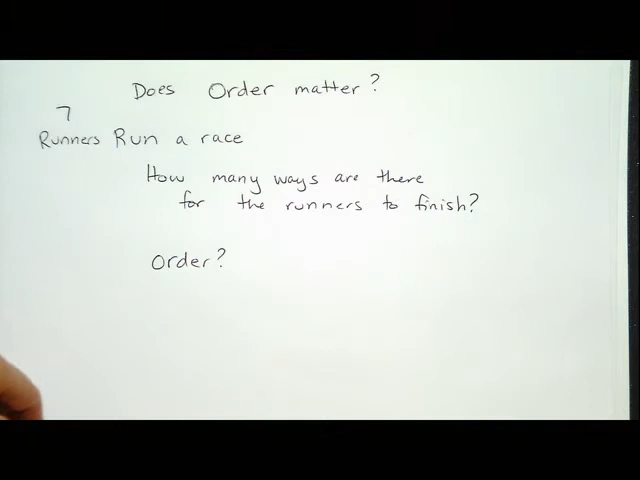 Does Order matter?
7
Runners Run a race
How many ways are there
for the runners to finish?
Order?